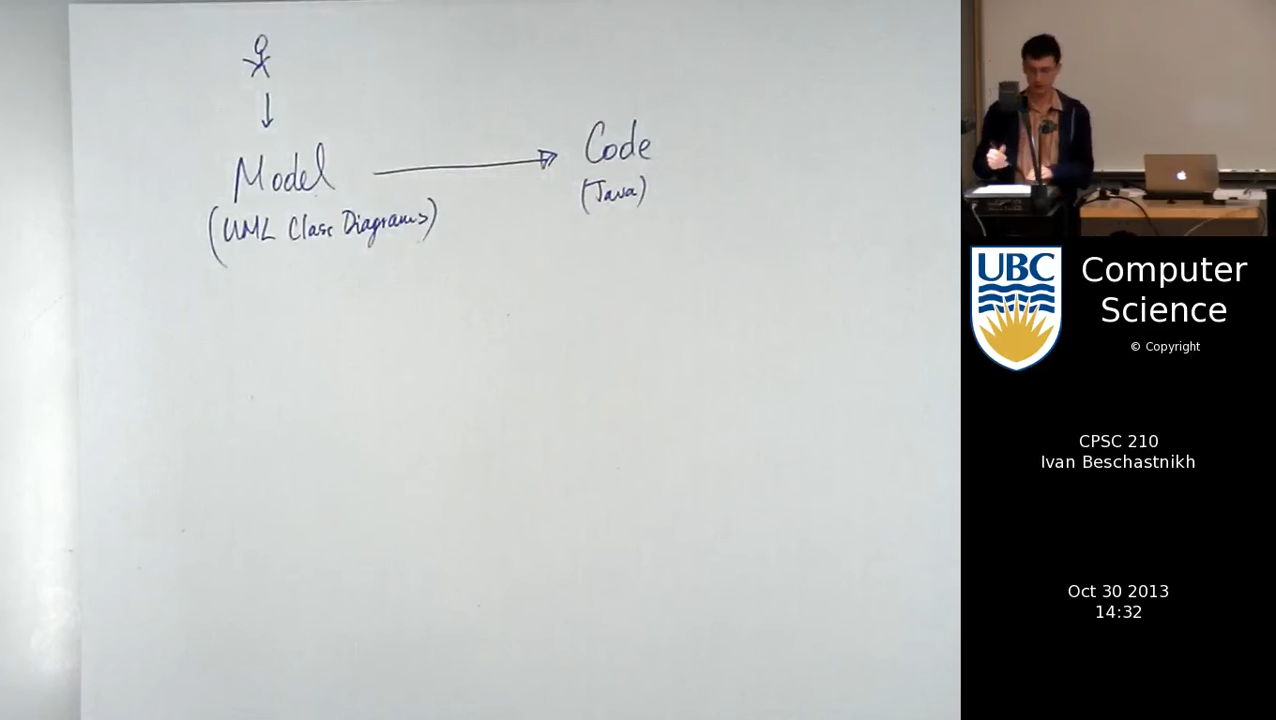 Model
(UML Class Diagrams)
Code
(Java)
UBC
Computer
Science
© Copyright
CPSC 210
Ivan Beschastnikh
Oct 30 2013
14:32